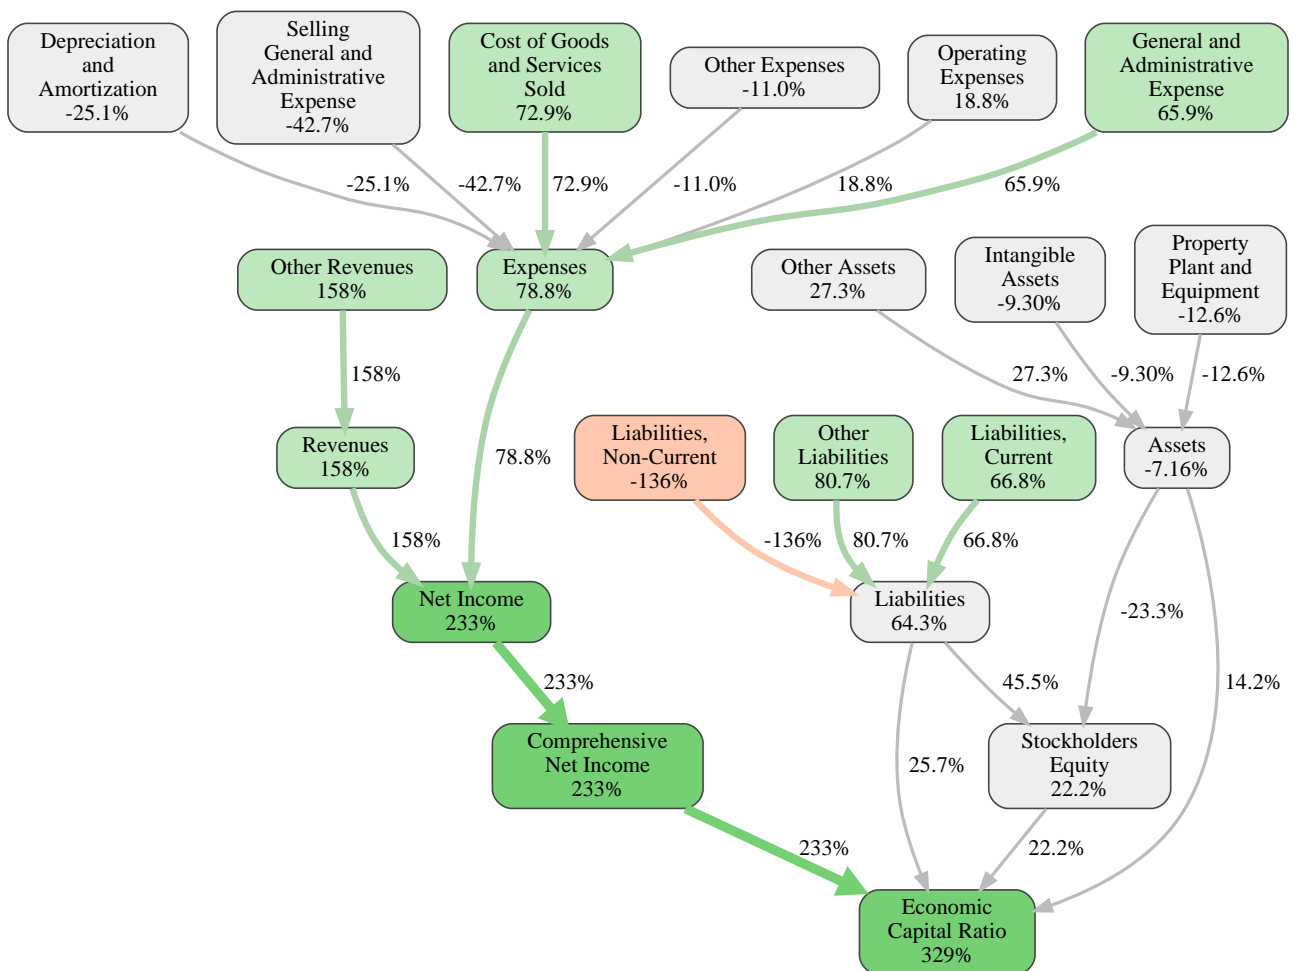 Depreciation
and
Amortization
-25.1%
Selling
General and
Administrative
Expense
-42.7%
Cost of Goods
and Services
Sold
72.9%
Other Expenses
-11.0%
Operating
Expenses
18.8%
General and
Administrative
Expense
65.9%
-25.1%
-42.7%
72.9%
-11.0%
18.8%
65.9%
Other Revenues
158%
Expenses
78.8%
Other Assets
27.3%
Intangible
Assets
-9.30%
Property
Plant and
Equipment
-12.6%
158%
27.3%
-9.30%
-12.6%
Revenues
158%
78.8%
Liabilities,
Non-Current
-136%
Other
Liabilities
80.7%
Liabilities,
Current
66.8%
Assets
-7.16%
158%
-136%
80.7%
66.8%
Net Income
233%
Liabilities
64.3%
-23.3%
233%
45.5%
14.2%
Comprehensive
Net Income
233%
25.7%
Stockholders
Equity
22.2%
233%
22.2%
Economic
Capital Ratio
329%